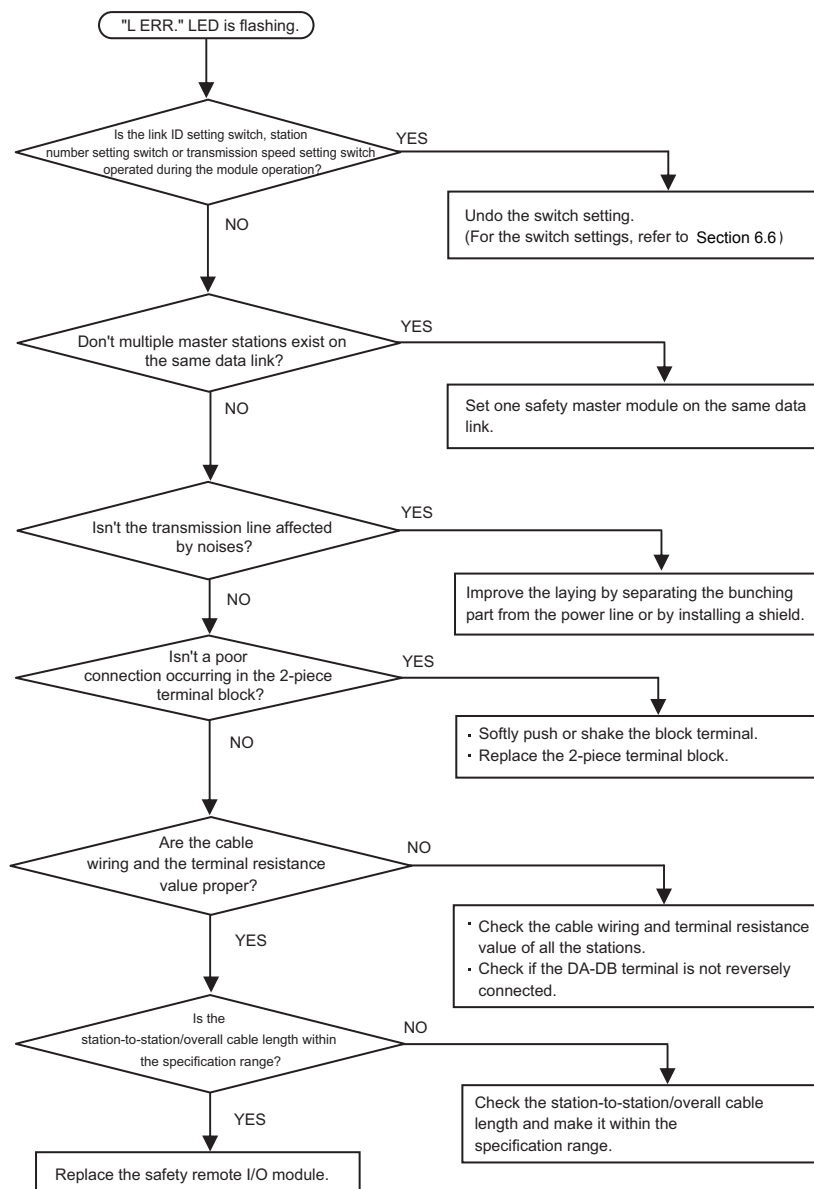 "L ERR." LED is flashing.
Is the link ID setting switch, station
number setting switch or transmission speed setting switch
operated during the module operation?
YES
Undo the switch setting.
(For the switch settings, refer to Section 6.6)
NO
Don't multiple master stations exist on
the same data link?
YES
Set one safety master module on the same data
link.
NO
Isn't the transmission line affected
by noises?
YES
Improve the laying by separating the bunching
part from the power line or by installing a shield.
NO
Isn't a poor
connection occurring in the 2-piece
terminal block?
YES
· Softly push or shake the block terminal.
· Replace the 2-piece terminal block.
NO
Are the cable
wiring and the terminal resistance
value proper?
NO
· Check the cable wiring and terminal resistance
value of all the stations.
· Check if the DA-DB terminal is not reversely
connected.
YES
Is the
station-to-station/overall cable length within
the specification range?
NO
Check the station-to-station/overall cable
length and make it within the
specification range.
YES
Replace the safety remote I/O module.